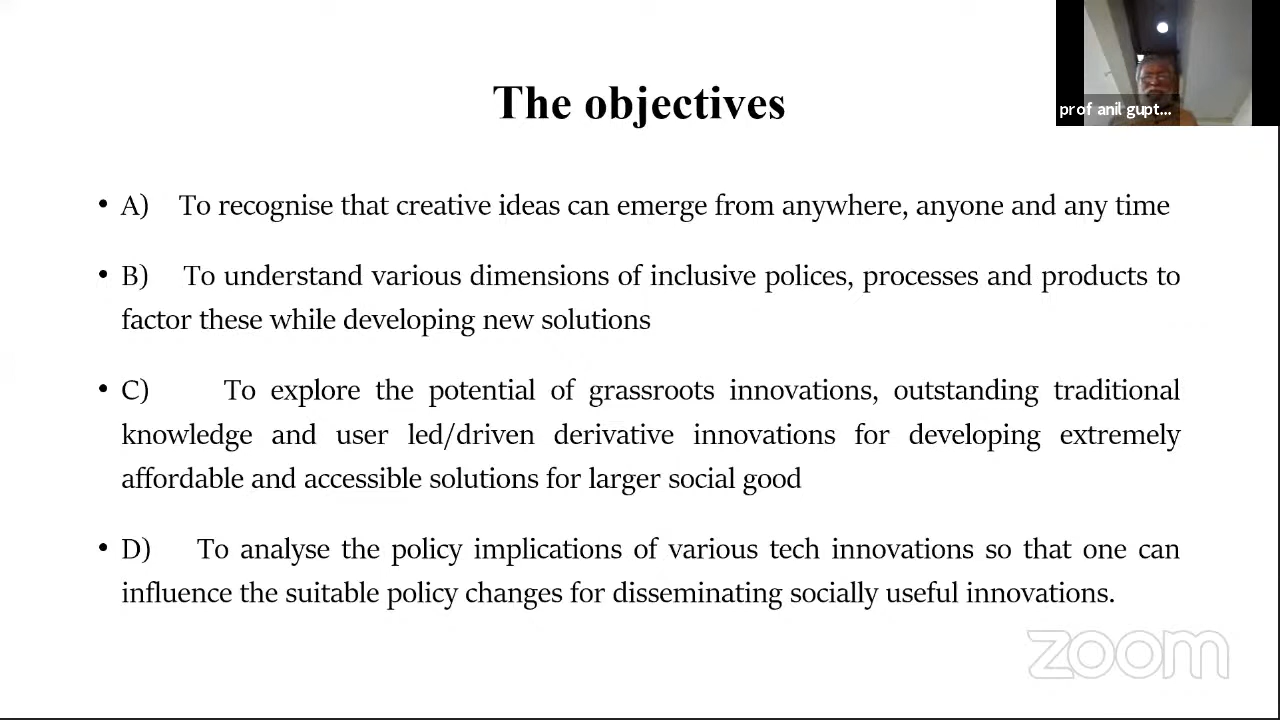 The objectives
prof anil gupt...
• A) To recognise that creative ideas can emerge from anywhere, anyone and any time
• B) To understand various dimensions of inclusive polices, processes and products to
factor these while developing new solutions
• C) To explore the potential of grassroots innovations, outstanding traditional
knowledge and user led/driven derivative innovations for developing extremely
affordable and accessible solutions for larger social good
• D) To analyse the policy implications of various tech innovations so that one can
influence the suitable policy changes for disseminating socially useful innovations.
zoom